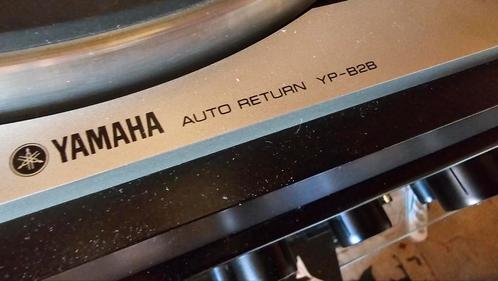 YAMAHA AUTO RETURN YP-B2B